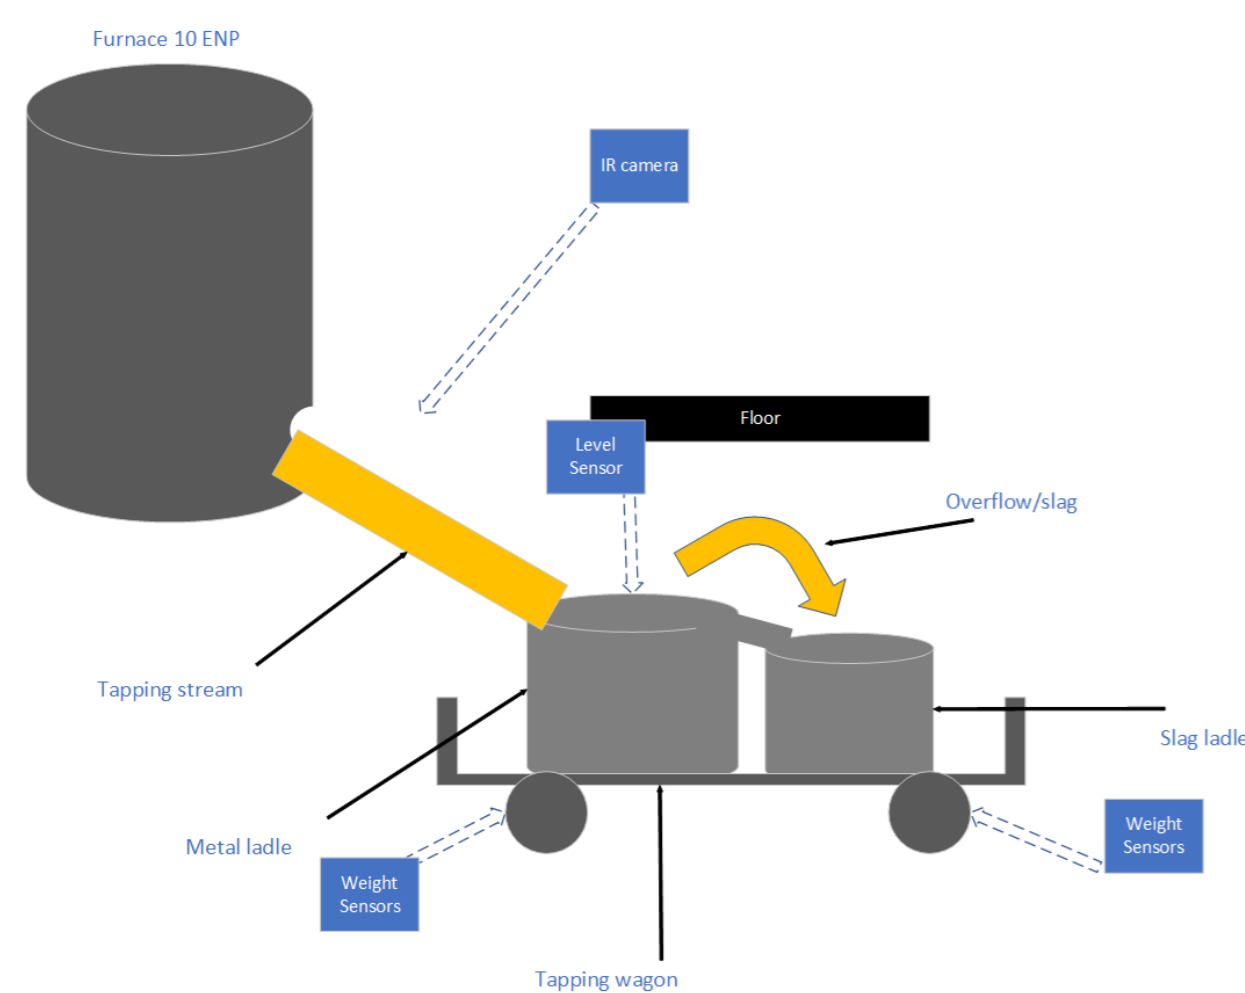 Furnace 10 ENP
IR camera
Floor
Level
Sensor
Overflow/slag
Tapping stream
Slag ladle
Metal ladle
Weight
Sensors
Weight
Sensors
Tapping wagon